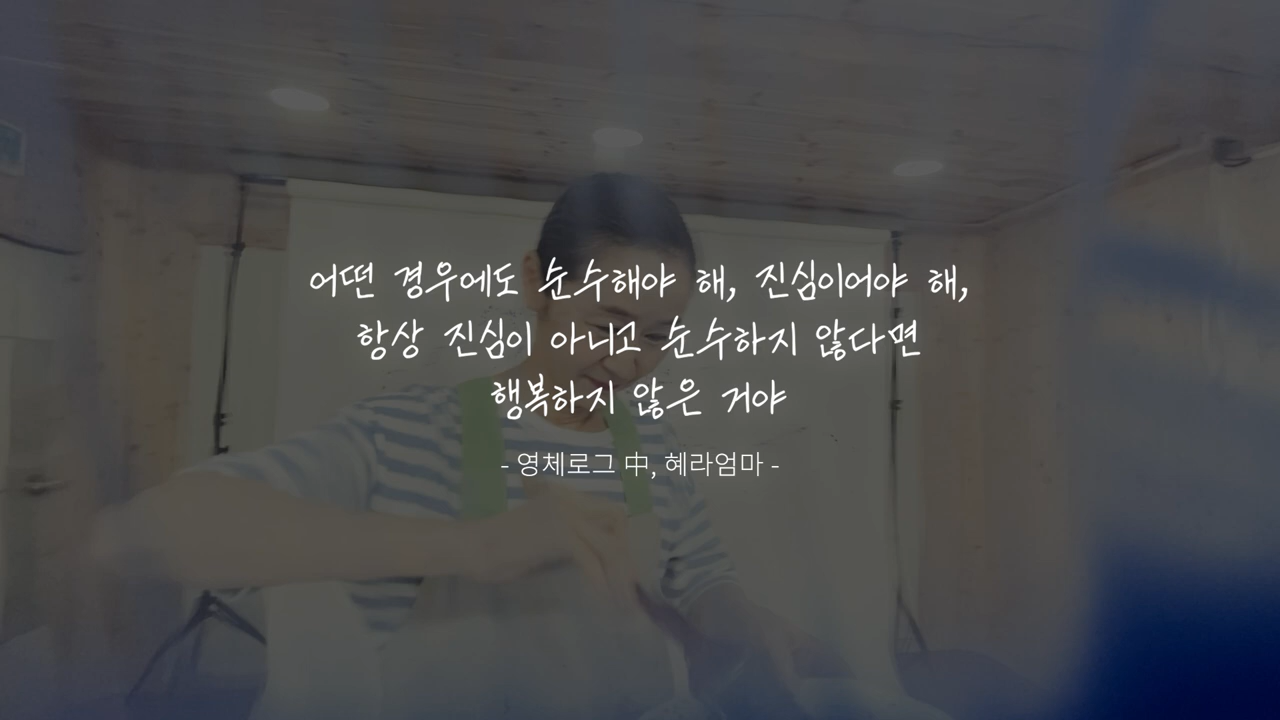 어떤 경우에도 순수해야 해, 진심이어야 해,
항상 진심이 아니고 순수하지 않다면
행복하지 않은 거야
- 영체로그 中, 혜라엄마 -